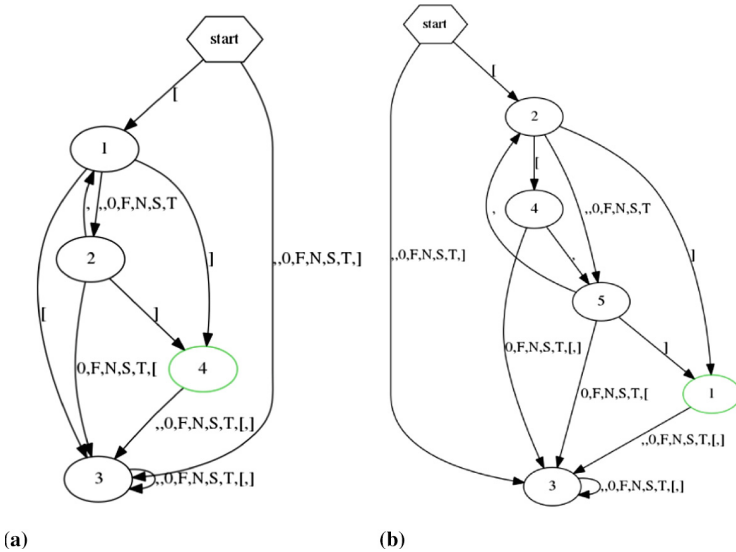 start
[
1
, ,,0,F,N,S,T
2
]
[
,,0,F,N,S,T,]
]
0,F,N,S,T,[
4
,,0,F,N,S,T,[,]
3
,,0,F,N,S,T,[,]
(a)
start
[
2
[
,,0,F,N,S,T
4
,
]
,
,,0,F,N,S,T,]
5
0,F,N,S,T,[,]
]
0,F,N,S,T,[
1
,,0,F,N,S,T,[,]
3
,,0,F,N,S,T,[,]
(b)